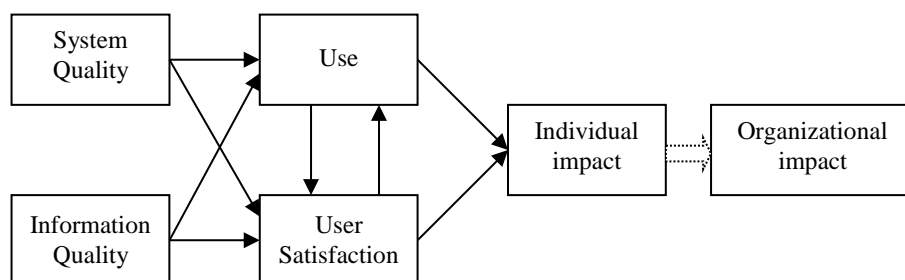 System
Quality
Use
Individual
impact
Organizational
impact
Information
Quality
User
Satisfaction